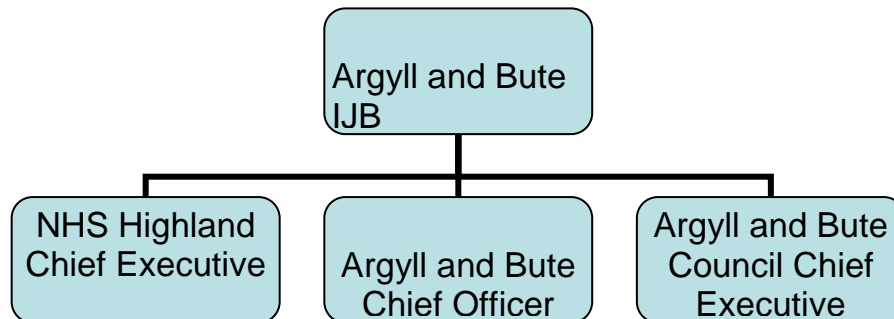 Argyll and Bute
IJB
NHS Highland
Chief Executive
Argyll and Bute
Chief Officer
Argyll and Bute
Council Chief
Executive